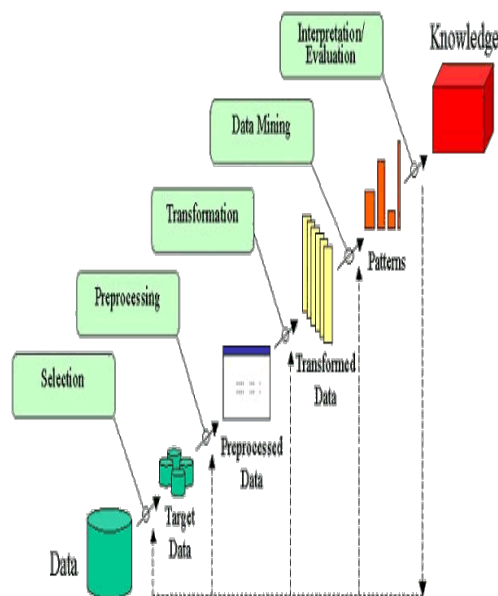 Interpretation/
Evaluation
Knowledge
Data Mining
Transformation
Patterns
Preprocessing
Transformed
Data
Selection
Preprocessed
Data
Target
Data
Data